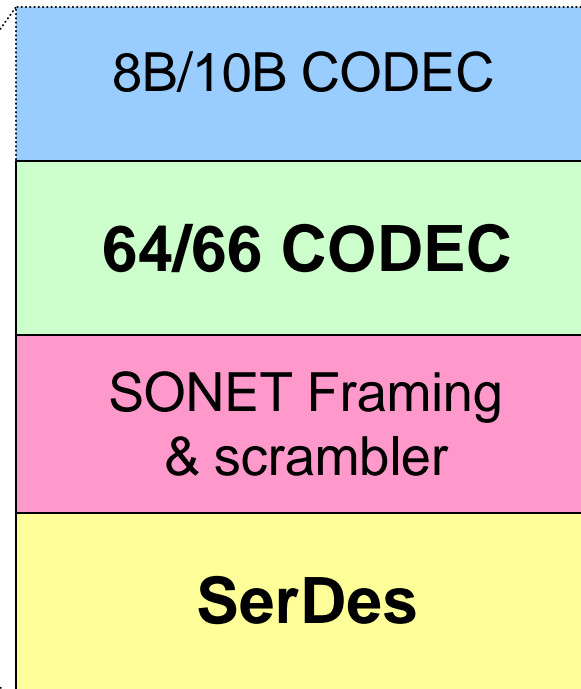 8B/10B CODEC
64/66 CODEC
SONET Framing
& scrambler
SerDes